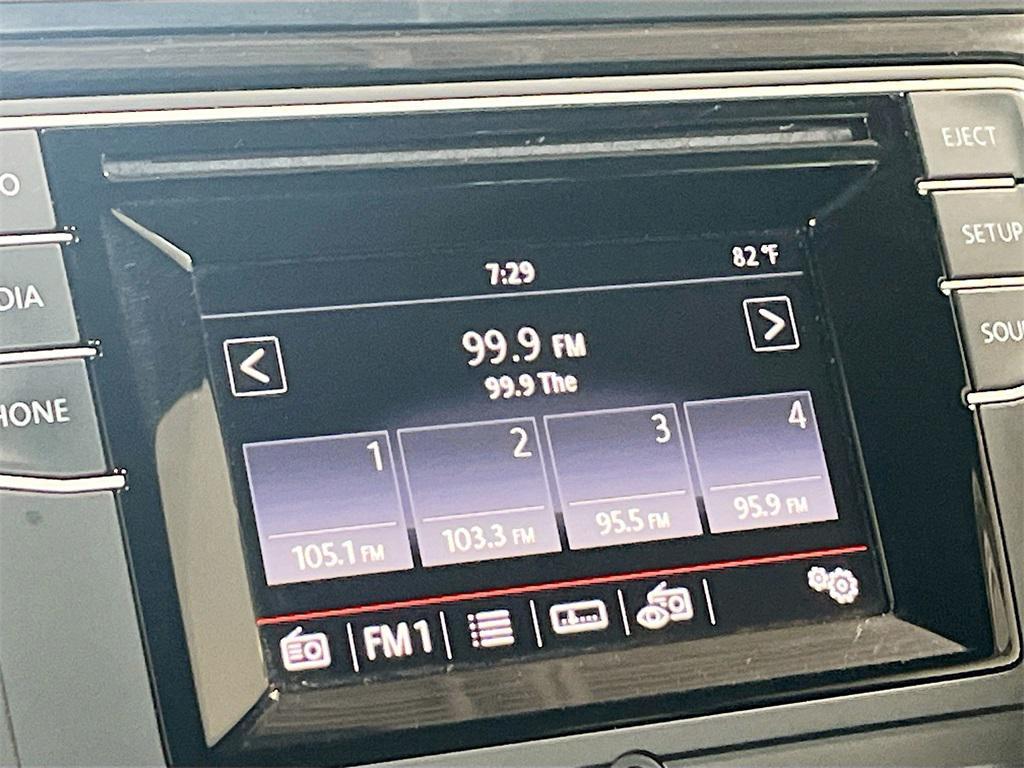 EJECT
SETUP
SOU
O
DIA
HONE
7:29
82°F
<
>
99.9 FM
99.9 The
1
2
3
4
105.1 FM
103.3 FM
95.5 FM
95.9 FM
FM1